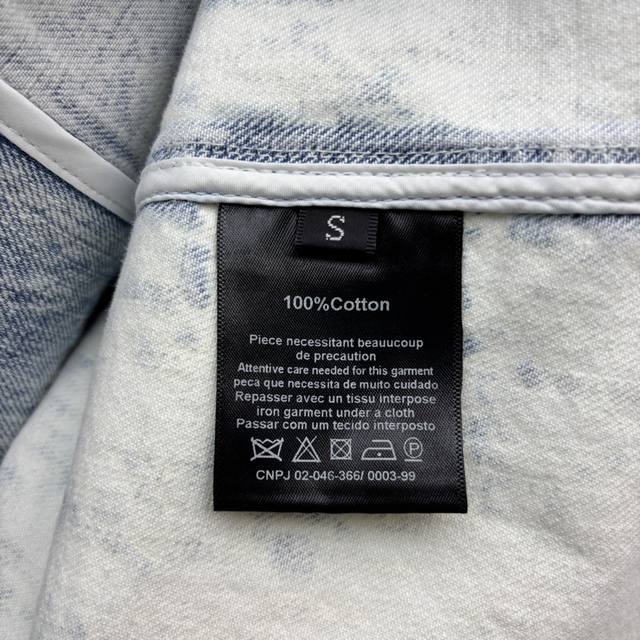 S
100%Cotton
Piece necessitant beauucoup
de precaution
Attentive care needed for this garment
peca que necessita de muito cuidado
Repasser avec un tissu interpose
iron garment under a cloth
Passar com um tecido interposto
P
CNPJ 02-046-366/ 0003-99